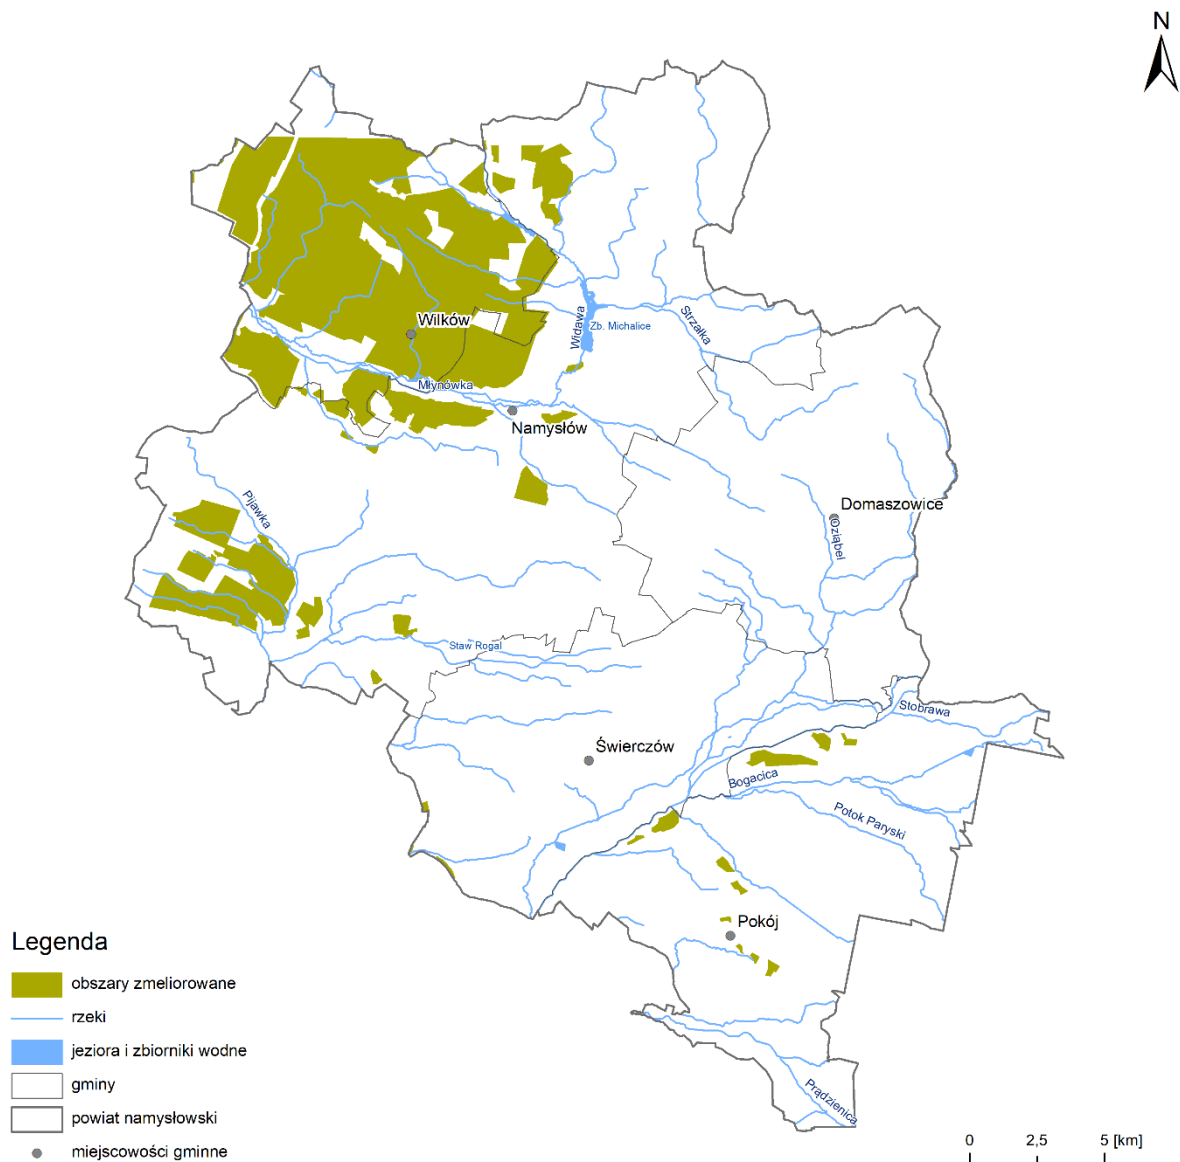 N
Wilków
Widawa
Zb. Michalice
Strzałka
Młynówka
Namysłów
Domaszowice
Oziąbel
Pijawka
Staw Rogal
Stobrawa
Świerczów
Bogacica
Potok Paryski
Pokój
Prądzienica
Legenda
obszary zmeliorowane
rzeki
jeziora i zbiorniki wodne
gminy
powiat namysłowski
miejscowości gminne
0 2,5 5 [km]